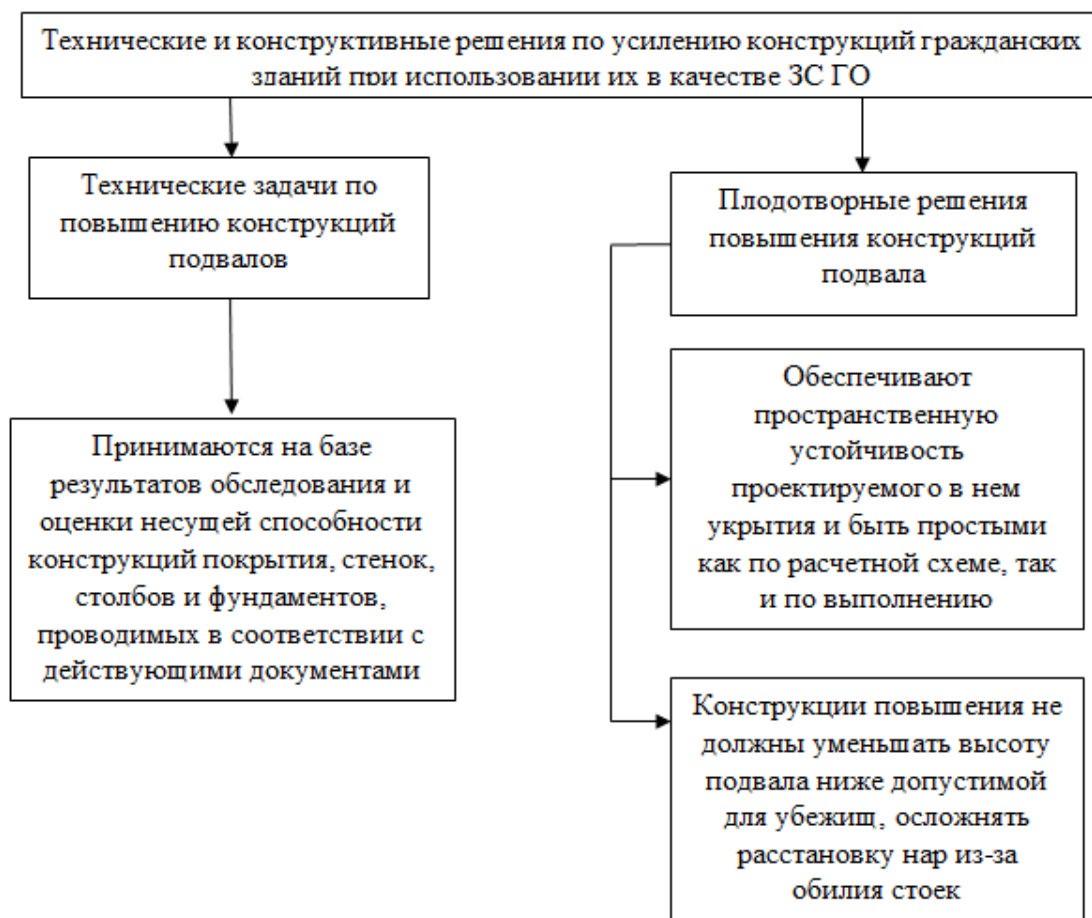 Технические и конструктивные решения по усилению конструкций гражданских
зданий при использовании их в качестве ЗС ГО
Технические задачи по
повышению конструкций
подвалов
Принимаются на базе
результатов обследования и
оценки несущей способности
конструкций покрытия, стенок,
столбов и фундаментов,
проводимых в соответствии с
действующими документами
Плодотворные решения
повышения конструкций
подвала
Обеспечивают
пространственную
устойчивость
проектируемого в нем
укрытия и быть простыми
как по расчетной схеме, так
и по выполнению
Конструкции повышения не
должны уменьшать высоту
подвала ниже допустимой
для убежищ, осложнять
расстановку нар из-за
обилия стоек